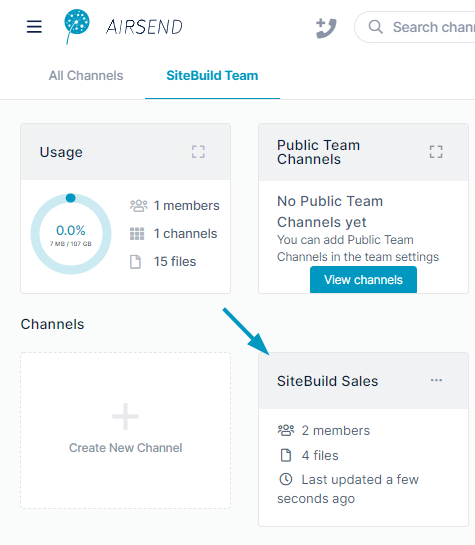 AIRSEND
Search chan
All Channels
SiteBuild Team
Usage
0.0%
7 MB / 107 GB
1 members
1 channels
15 files
Public Team
Channels
No Public Team
Channels yet
You can add Public Team
Channels in the team settings
View channels
Channels
Create New Channel
SiteBuild Sales
2 members
4 files
Last updated a few
seconds ago